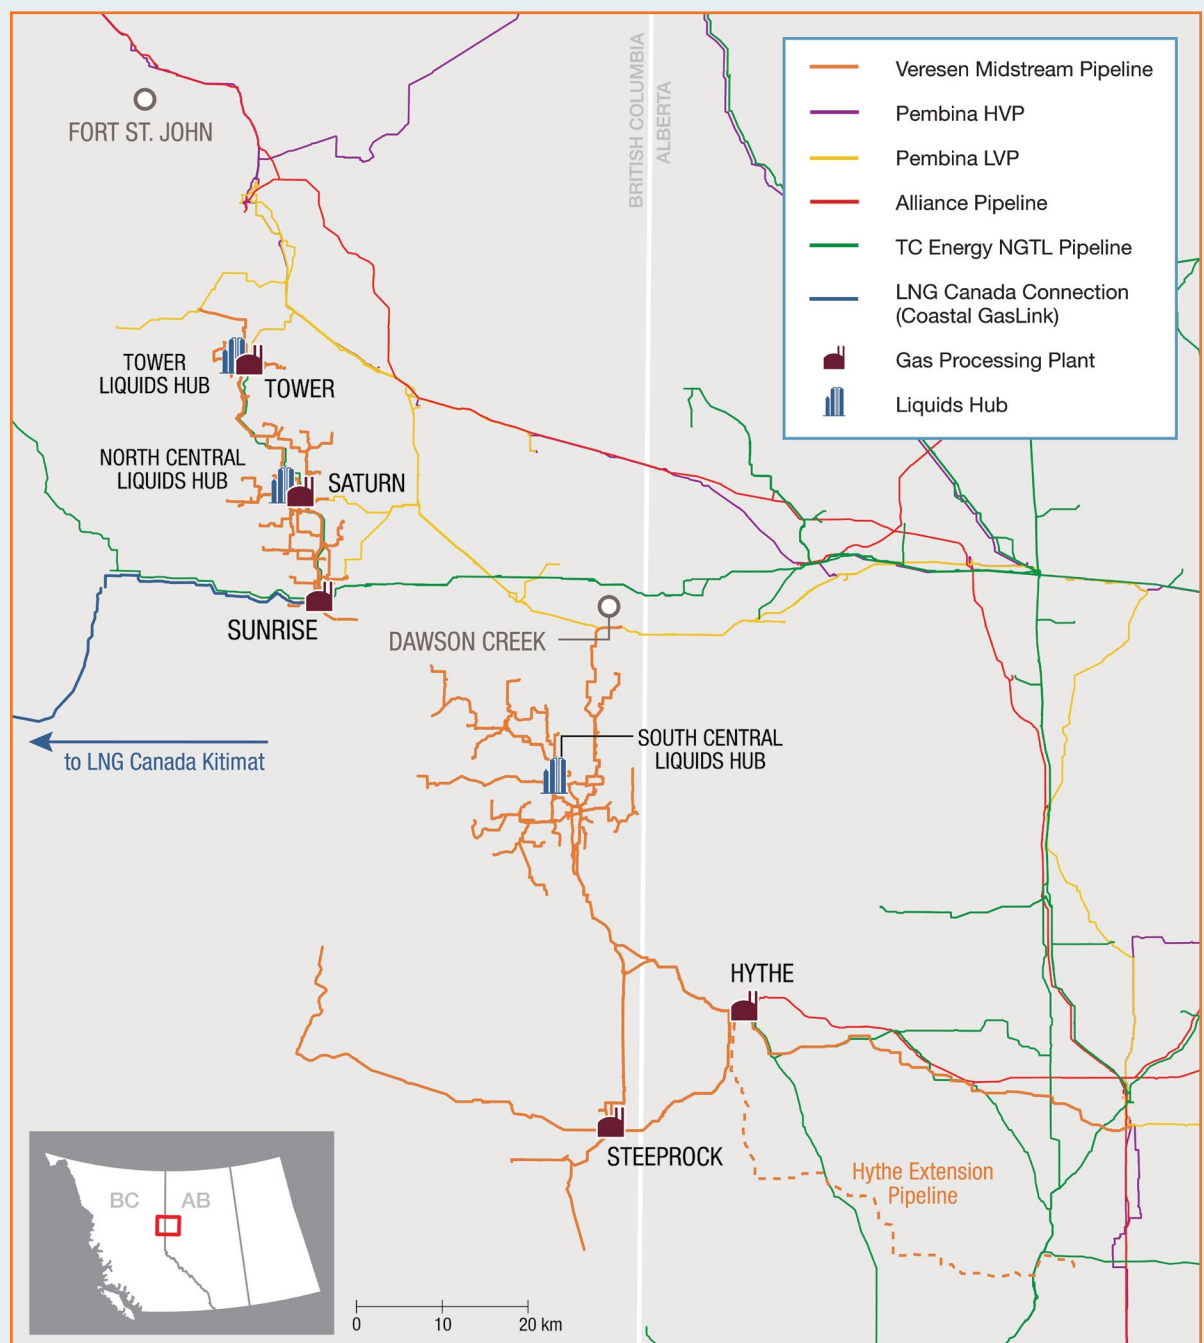 FORT ST. JOHN
BRITISH COLUMBIA
ALBERTA
Veresen Midstream Pipeline
Pembina HVP
Pembina LVP
Alliance Pipeline
TC Energy NGTL Pipeline
LNG Canada Connection
(Coastal GasLink)
Gas Processing Plant
Liquids Hub
TOWER
LIQUIDS HUB
TOWER
NORTH CENTRAL
LIQUIDS HUB
SATURN
SUNRISE
DAWSON CREEK
to LNG Canada Kitimat
SOUTH CENTRAL
LIQUIDS HUB
HYTHE
STEEPROCK
Hythe Extension
Pipeline
BC
AB
0
10
20 km